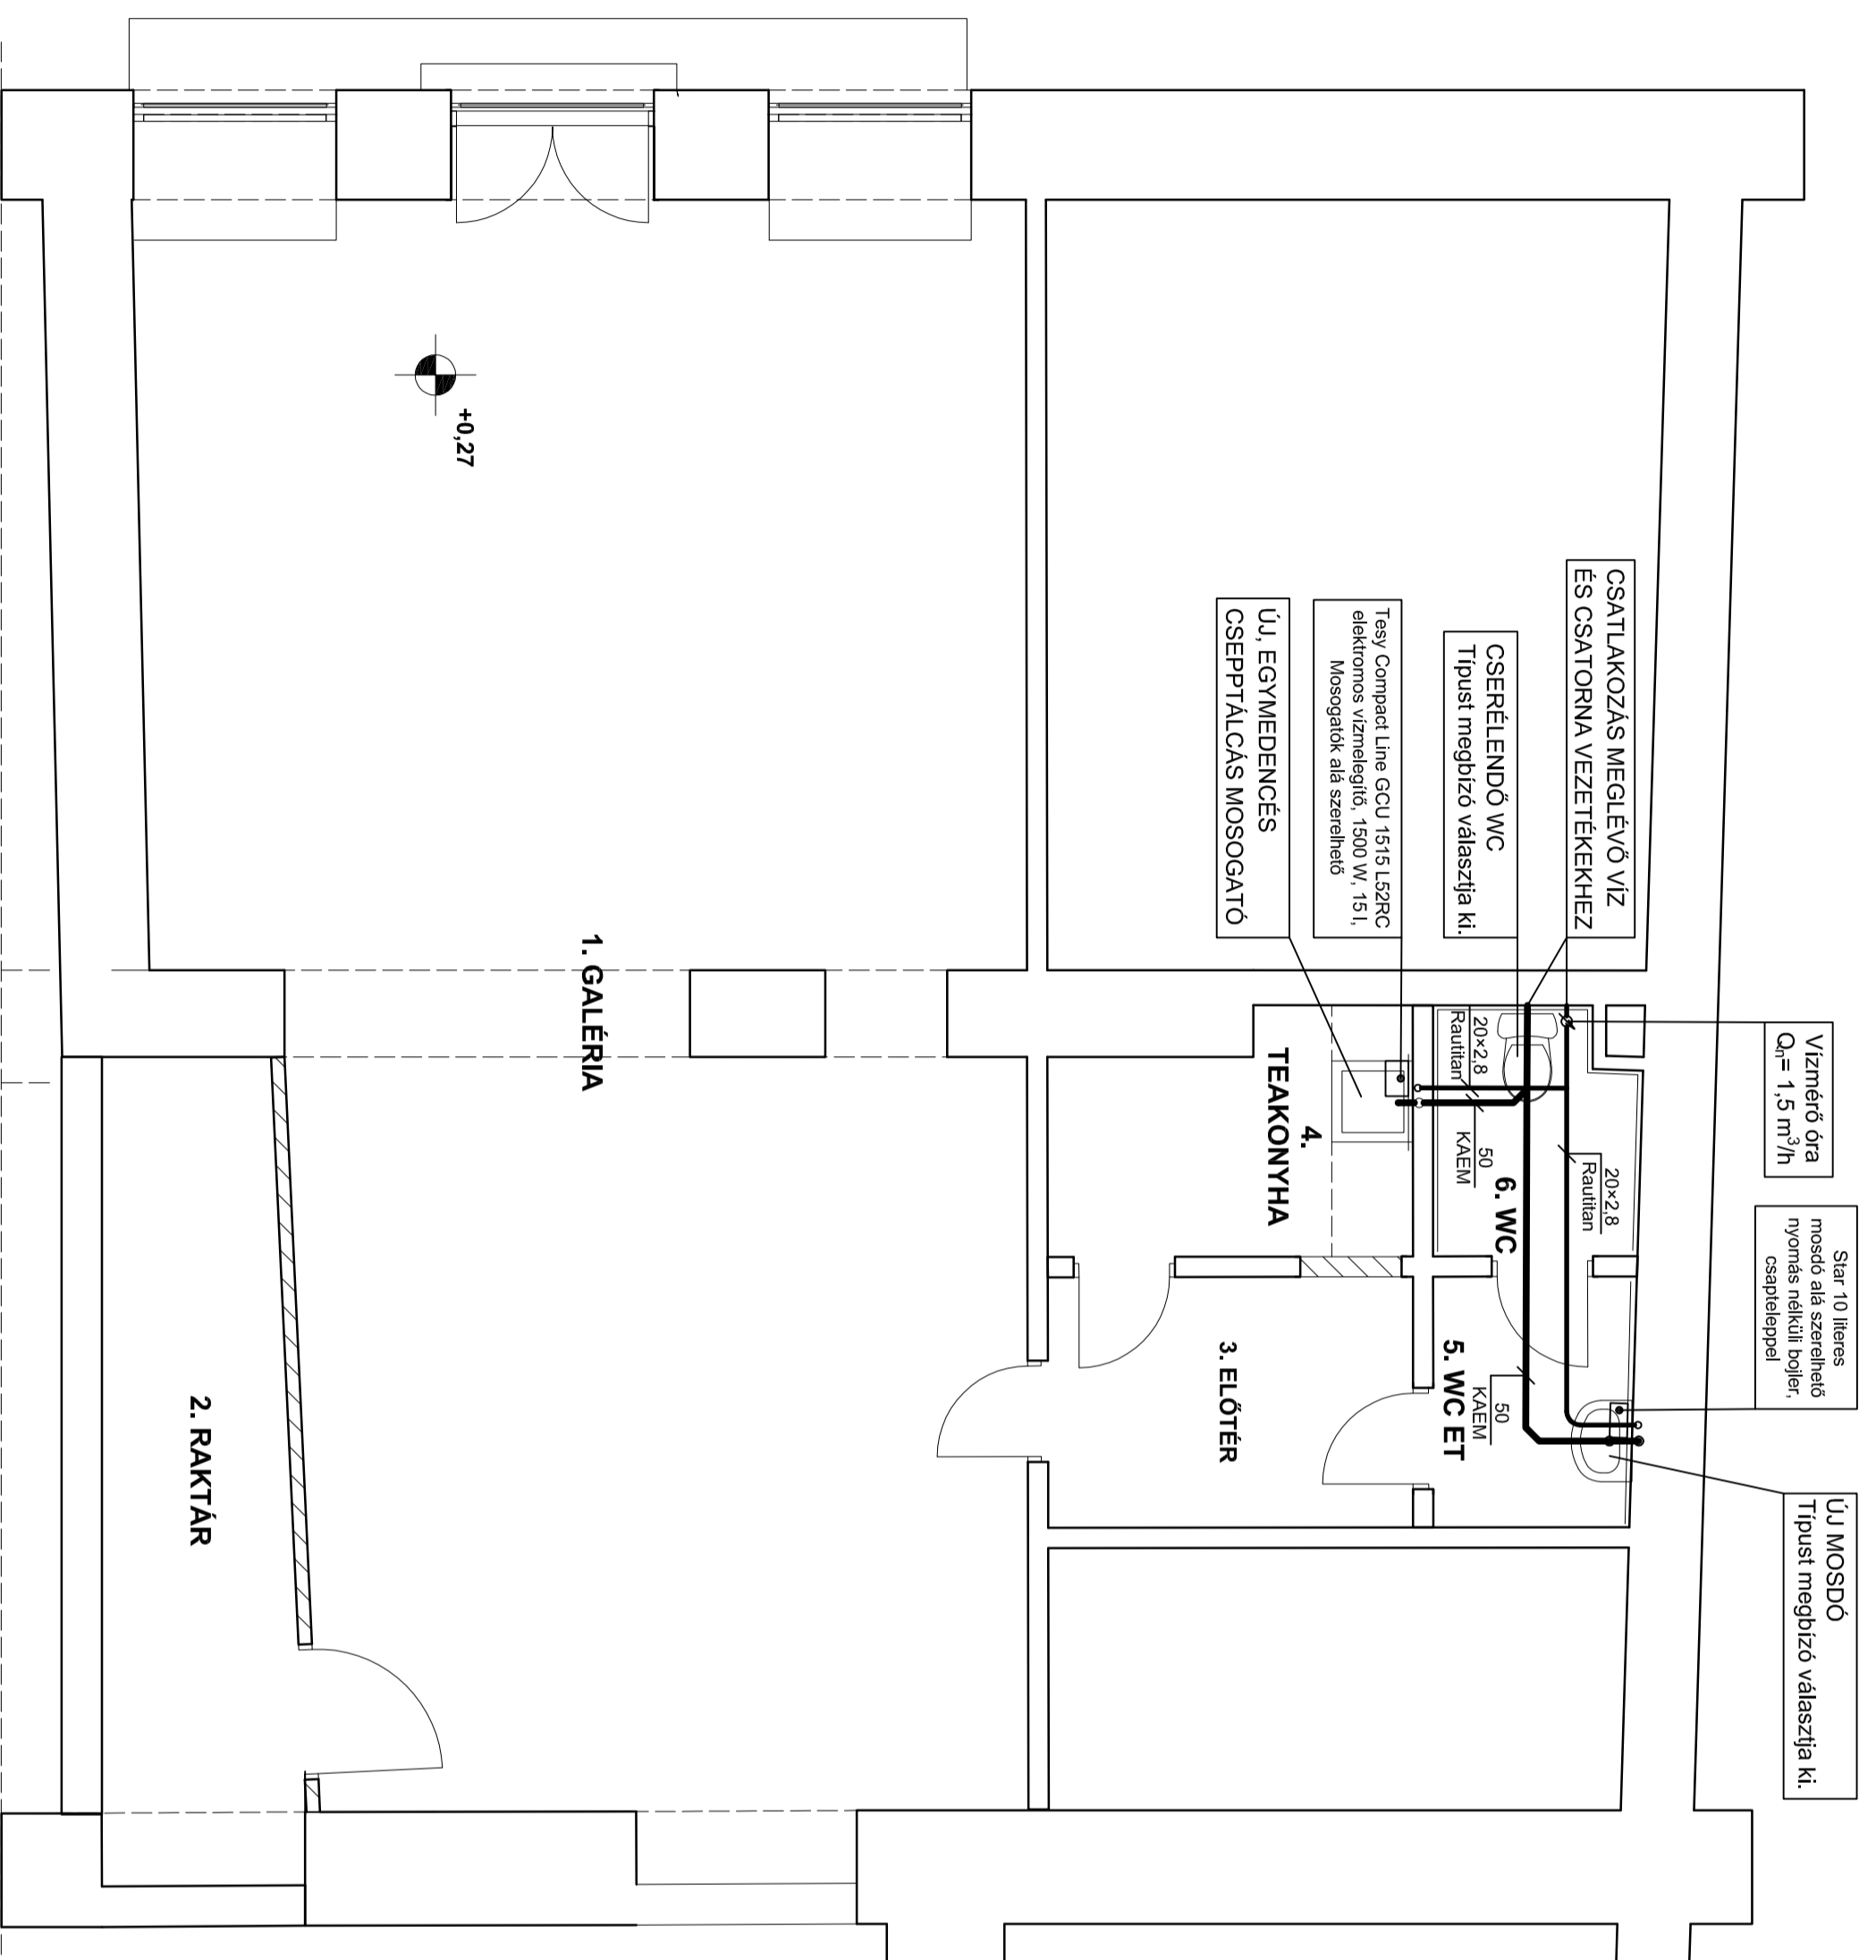 Vízmérő óra
Qn= 1,5 m³/h
Star 10 literes
mosdó alá szerelhető
nyomás nélküli bojler,
csapteleppel
ÚJ MOSDÓ
Típust megbízó választja ki.
CSATLAKOZÁS MEGLÉVŐ VÍZ
ÉS CSATORNA VEZETÉKEKHEZ
CSERÉLENDŐ WC
Típust megbízó választja ki.
Tesy Compact Line GCU 1515 L52RC
elektromos vízmelegítő, 1500 W, 15 l,
Mosogatók alá szerelhető
ÚJ, EGYMEDENCÉS
CSEPPTÁLCÁS MOSOGATÓ
20×2,8
Rautitan
20×2,8
Rautitan
50
KAEM
6. WC
50
KAEM
5. WC ET
4.
TEAKONYHA
3. ELŐTÉR
1. GALÉRIA
+0,27
2. RAKTÁR